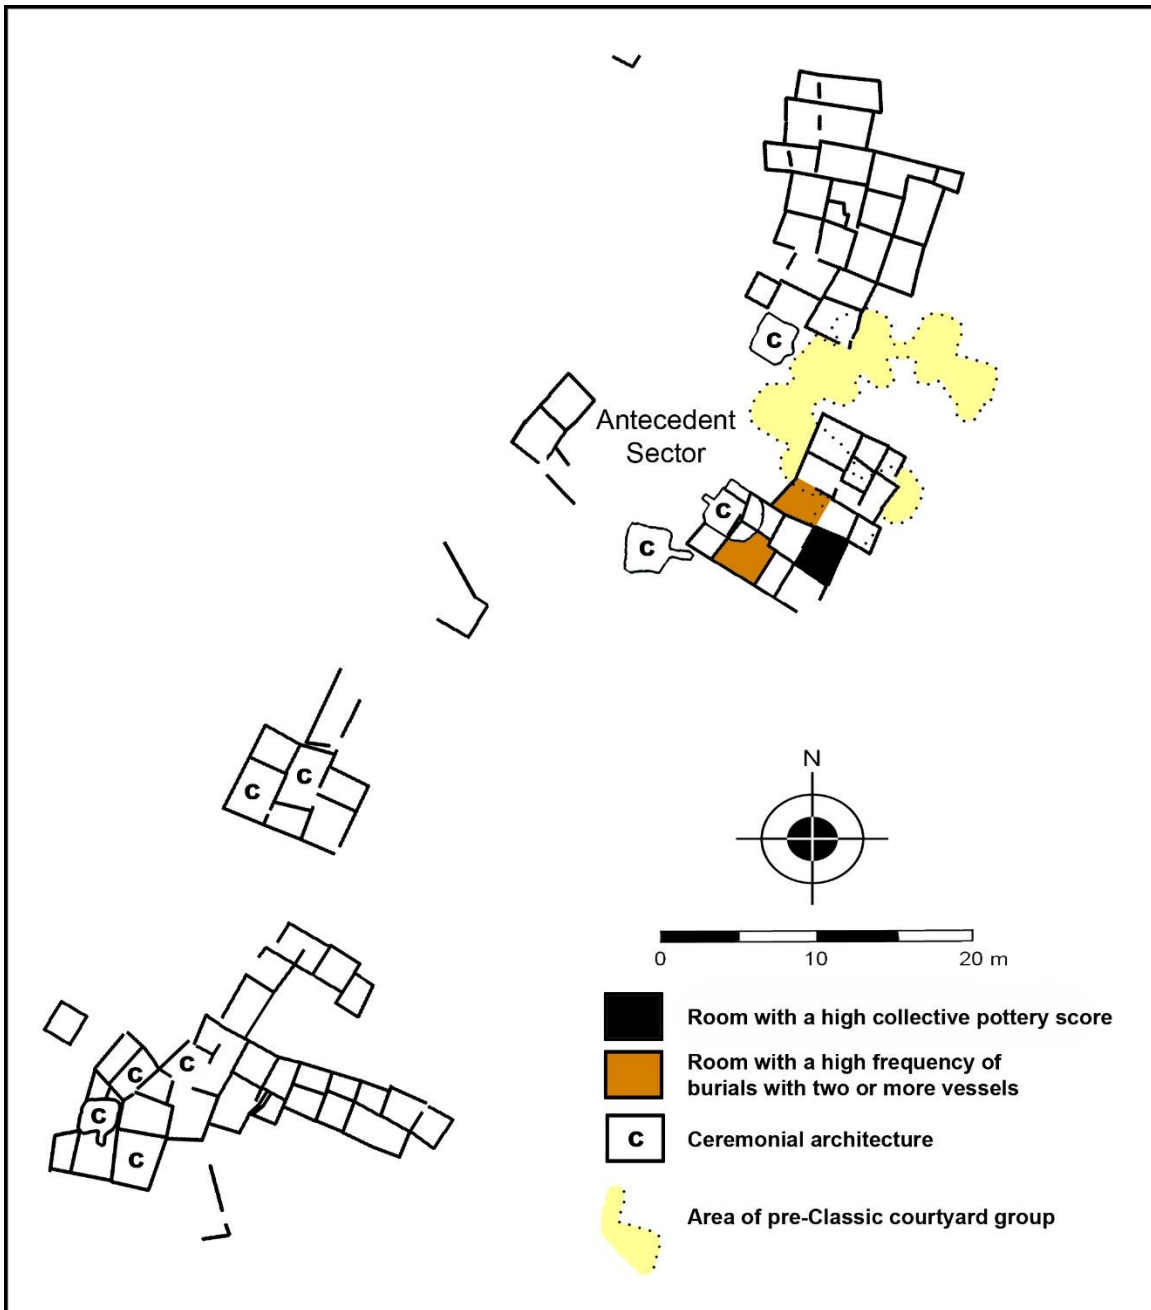 C
Antecedent
Sector
C
C
C
C
N
0 10 20 m
Room with a high collective pottery score
Room with a high frequency of
burials with two or more vessels
C
C
C
C Ceremonial architecture
C
Area of pre-Classic courtyard group